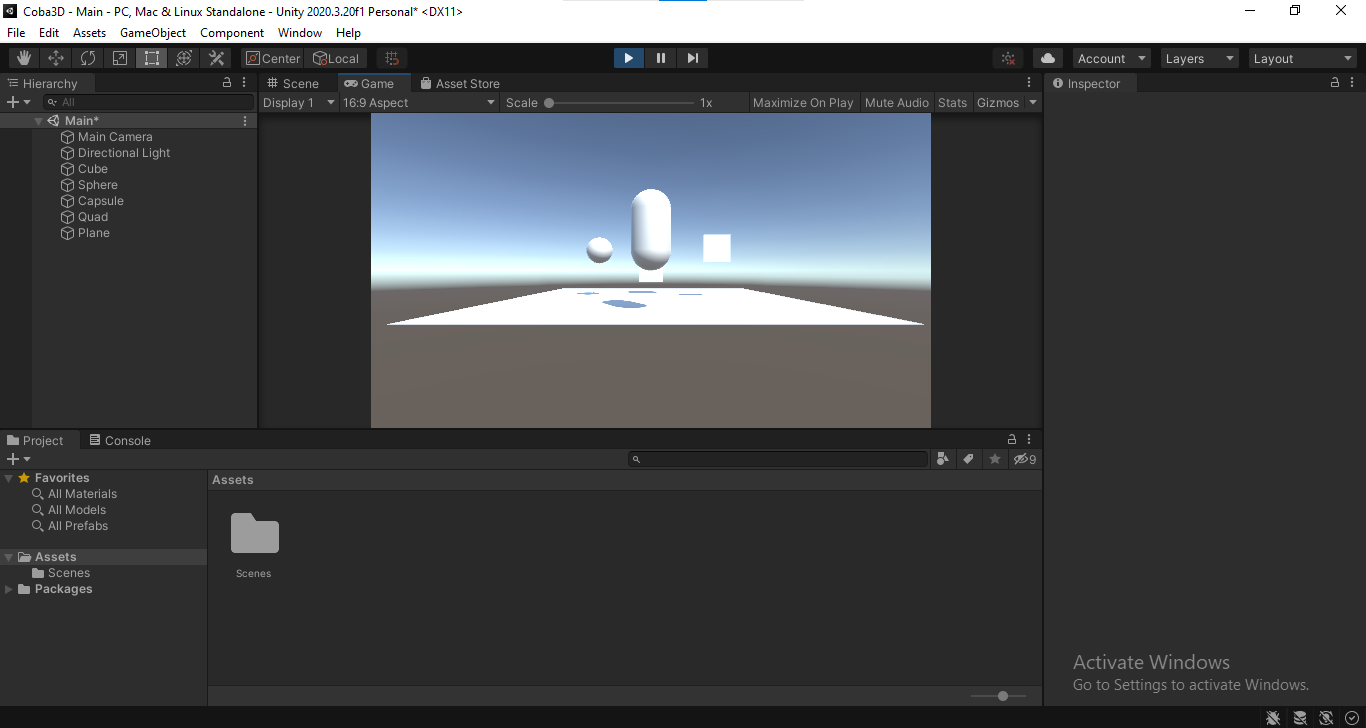 Coba3D - Main - PC, Mac & Linux Standalone - Unity 2020.3.20f1 Personal* <DX11>
File Edit Assets GameObject Component Window Help
Center Local Account Layers Layout
Hierarchy
All
Main*
Main Camera
Directional Light
Cube
Sphere
Capsule
Quad
Plane
Scene Game Asset Store
Display 1 16:9 Aspect Scale 1x Maximize On Play Mute Audio Stats Gizmos
Inspector
Project Console
9
Favorites
All Materials
All Models
All Prefabs
Assets
Scenes
Packages
Assets
Scenes
Activate Windows
Go to Settings to activate Windows.